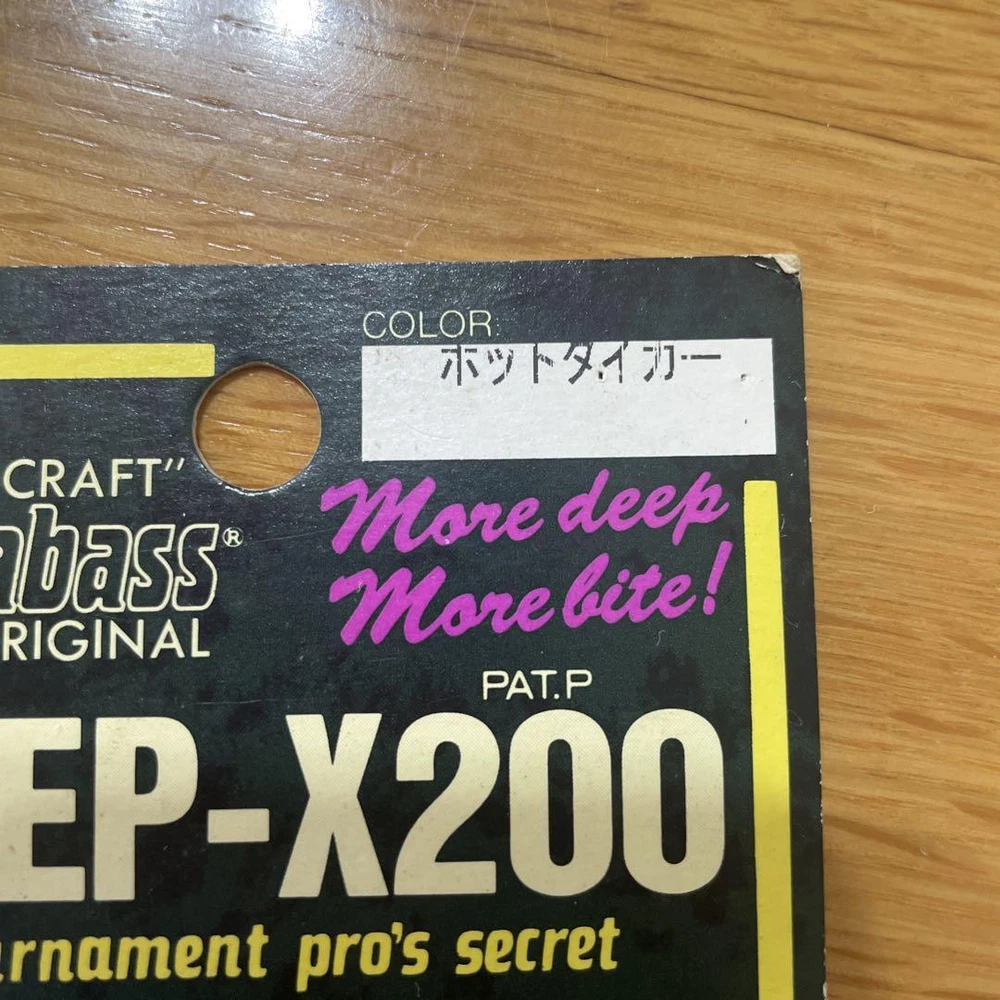 COLOR
ホットタイガー
CRAFT"
abass®
RIGINAL
More deep
More bite!
PAT.P
EP-X200
urnament pro's secret